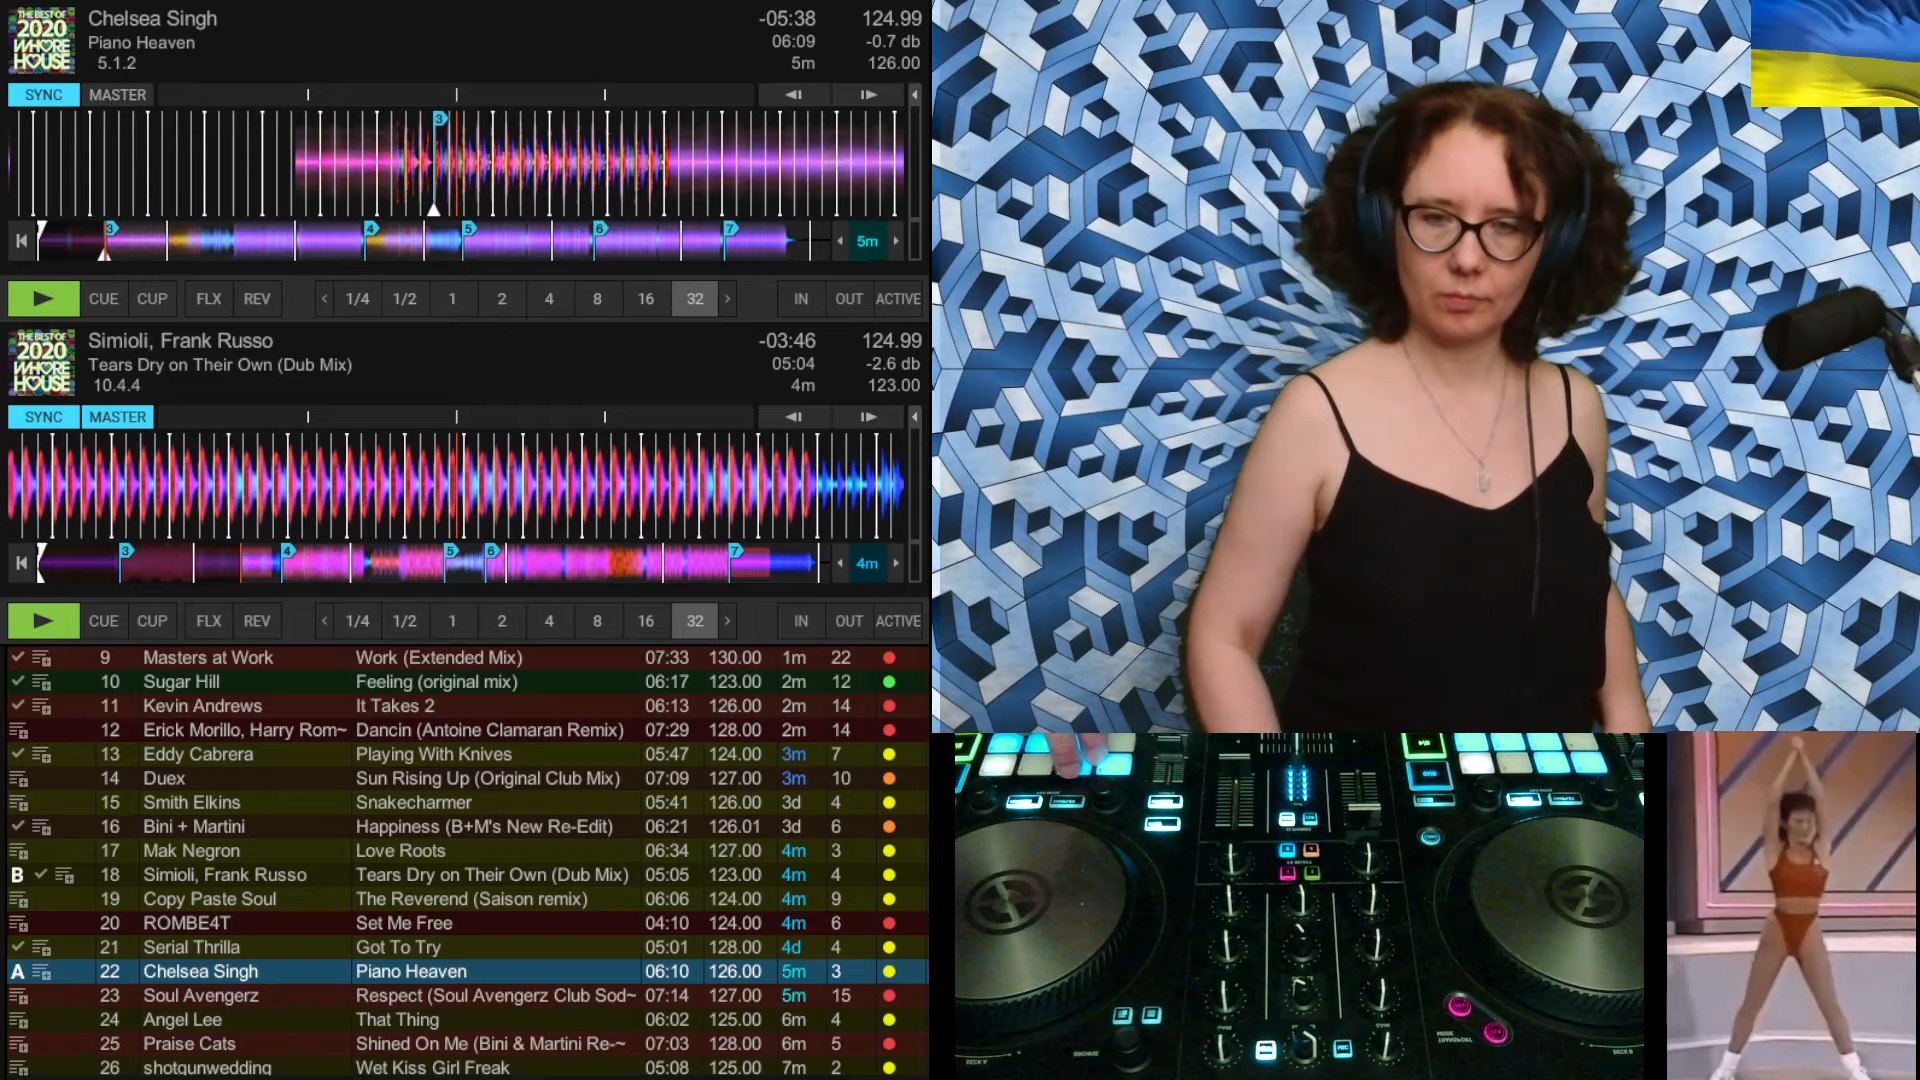 THE BEST OF
2020
WHORE
HOUSE
Chelsea Singh
-05:38
124.99
Piano Heaven
06:09
-0.7 db
5.1.2
5m
126.00
SYNC MASTER
3
3 4 5 6 7
5m
CUE CUP FLX REV 1/4 1/2 1 2 4 8 16 32 IN OUT ACTIVE
THE BEST OF
2020
WHORE
HOUSE
Simioli, Frank Russo
-03:46
124.99
Tears Dry on Their Own (Dub Mix)
05:04
-2.6 db
10.4.4
4m
123.00
SYNC MASTER
3 4 5 6 7
4m
CUE CUP FLX REV 1/4 1/2 1 2 4 8 16 32 IN OUT ACTIVE
9 Masters at Work Work (Extended Mix) 07:33 130.00 1m 22
10 Sugar Hill Feeling (original mix) 06:17 123.00 2m 12
11 Kevin Andrews It Takes 2 06:13 126.00 2m 14
12 Erick Morillo, Harry Rom~ Dancin (Antoine Clamaran Remix) 07:29 128.00 2m 14
13 Eddy Cabrera Playing With Knives 05:47 124.00 3m 7
14 Duex Sun Rising Up (Original Club Mix) 07:09 127.00 3m 10
15 Smith Elkins Snakecharmer 05:41 126.00 3d 4
16 Bini + Martini Happiness (B+M's New Re-Edit) 06:21 126.01 3d 6
17 Mak Negron Love Roots 06:34 127.00 4m 3
B 18 Simioli, Frank Russo Tears Dry on Their Own (Dub Mix) 05:05 123.00 4m 4
19 Copy Paste Soul The Reverend (Saison remix) 06:06 124.00 4m 9
20 ROMBE4T Set Me Free 04:10 124.00 4m 6
21 Serial Thrilla Got To Try 05:01 128.00 4d 4
A 22 Chelsea Singh Piano Heaven 06:10 126.00 5m 3
23 Soul Avengerz Respect (Soul Avengerz Club Sod~ 07:14 127.00 5m 15
24 Angel Lee That Thing 06:02 125.00 6m 4
25 Praise Cats Shined On Me (Bini & Martini Re-~ 07:03 128.00 6m 5
26 shotgunwedding Wet Kiss Girl Freak 05:08 125.00 7m 2